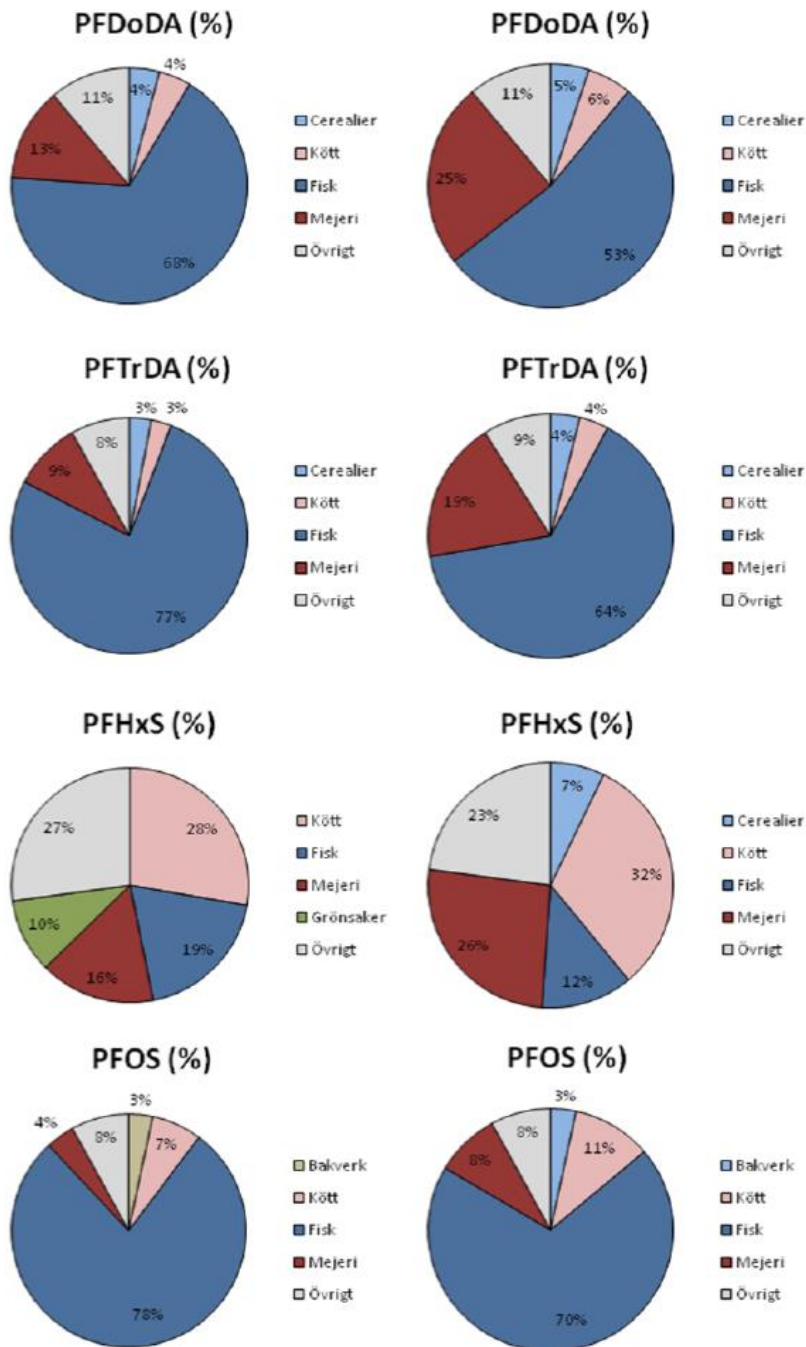 PFDoDA (%)
4%
4%
11%
13%
68%
Cerealier
Kött
Fisk
Mejeri
Övrigt
PFDoDA (%)
5%
6%
11%
25%
53%
Cerealier
Kött
Fisk
Mejeri
Övrigt
PFTrDA (%)
3%
3%
8%
9%
77%
Cerealier
Kött
Fisk
Mejeri
Övrigt
PFTrDA (%)
4%
4%
9%
19%
64%
Cerealier
Kött
Fisk
Mejeri
Övrigt
PFHxS (%)
27%
28%
10%
19%
16%
Kött
Fisk
Mejeri
Grönsaker
Övrigt
PFHxS (%)
7%
23%
32%
26%
12%
Cerealier
Kött
Fisk
Mejeri
Övrigt
PFOS (%)
3%
4%
8%
7%
78%
Bakverk
Kött
Fisk
Mejeri
Övrigt
PFOS (%)
3%
8%
11%
8%
70%
Bakverk
Kött
Fisk
Mejeri
Övrigt